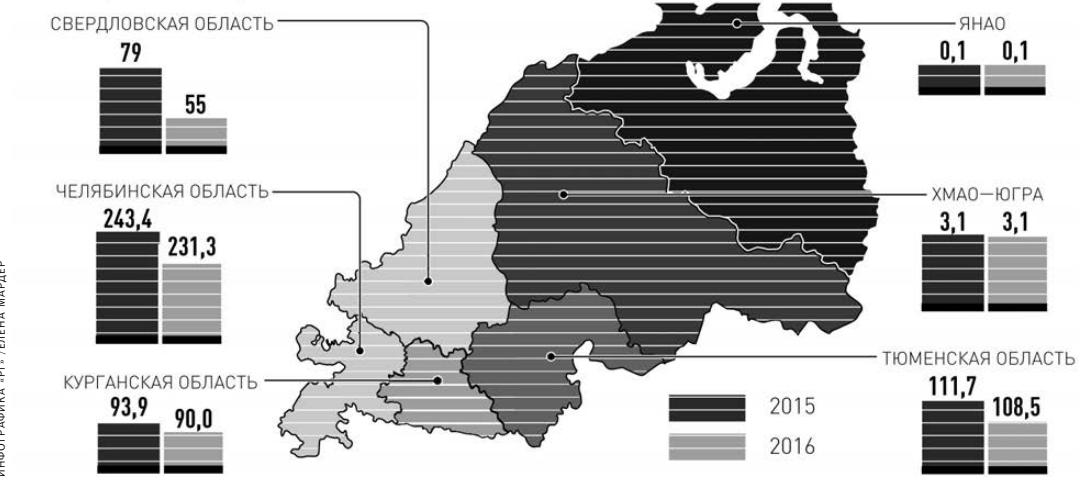 СВЕРДЛОВСКАЯ ОБЛАСТЬ
79
55
ЧЕЛЯБИНСКАЯ ОБЛАСТЬ
243,4
231,3
КУРГАНСКАЯ ОБЛАСТЬ
93,9
90,0
ЯНАО
0,1 0,1
ХМАО—ЮГРА
3,1 3,1
ТЮМЕНСКАЯ ОБЛАСТЬ
111,7
108,5
2015
2016
ИНФОГРАФИКА «РГ» / ЕЛЕНА МАРДЕР